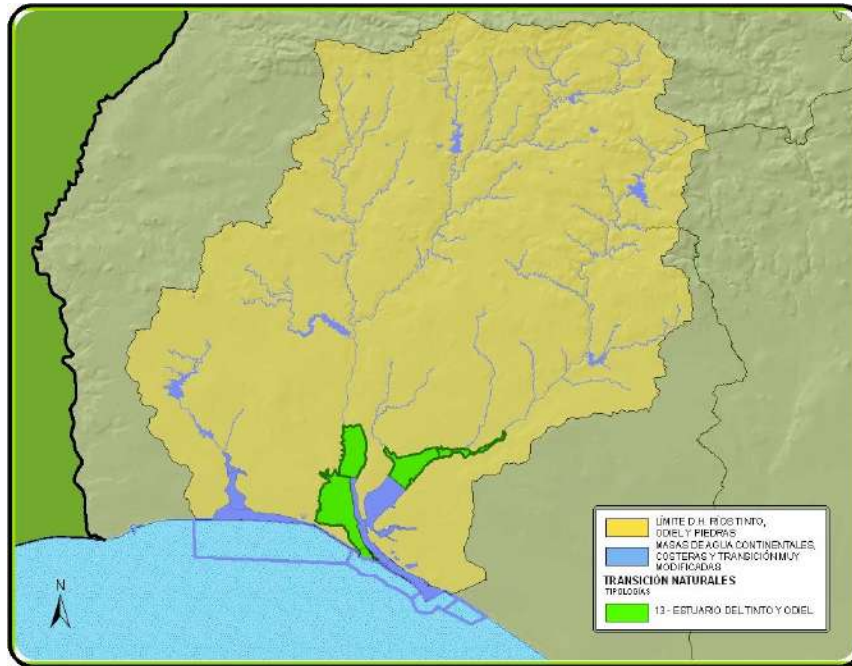 N
LÍMITE D.H. RÍOS TINTO,
ODIEL Y PIEDRAS
MASAS DE AGUA CONTINENTALES,
COSTERAS Y TRANSICIÓN MUY
MODIFICADAS
TRANSICIÓN NATURALES
TIPOLOGÍAS
13 - ESTUARIO DEL TINTO Y ODIEL